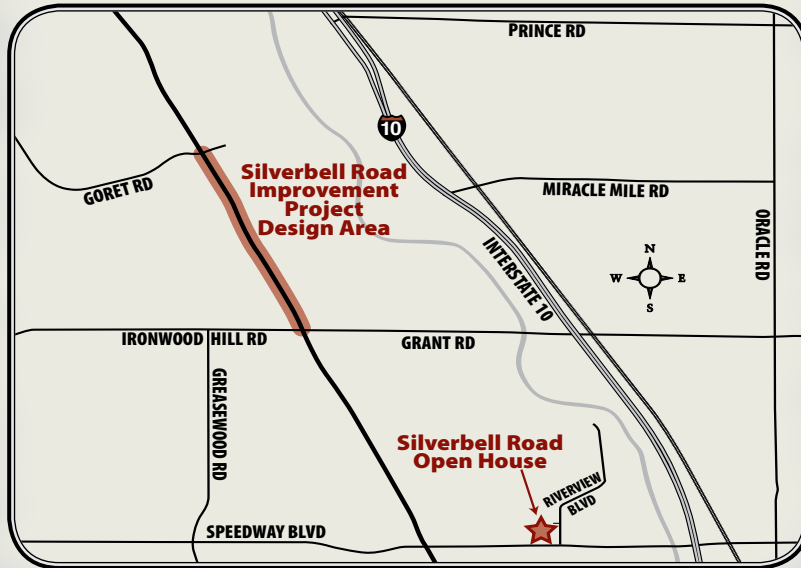 PRINCE RD
10
Silverbell Road
Improvement
Project
Design Area
GORET RD
MIRACLE MILE RD
ORACLE RD
INTERSTATE 10
N
W E
S
IRONWOOD HILL RD
GRANT RD
GREASEWOOD RD
Silverbell Road
Open House
RIVERVIEW
BLVD
SPEEDWAY BLVD